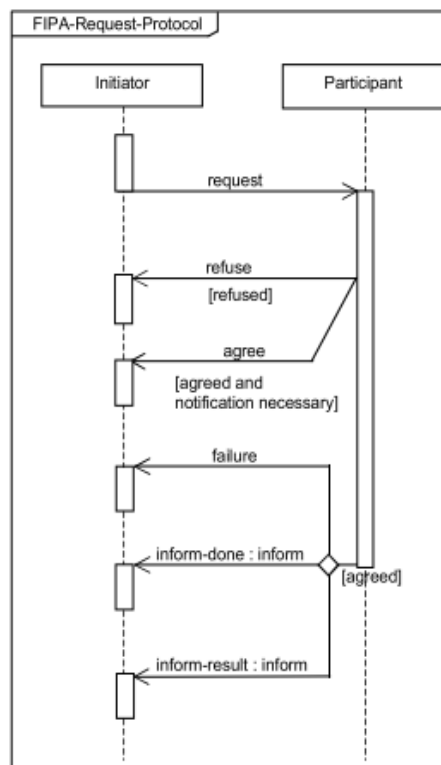 FIPA-Request-Protocol
Initiator
Participant
request
refuse
[refused]
agree
[agreed and
notification necessary]
failure
inform-done : inform
[agreed]
inform-result : inform